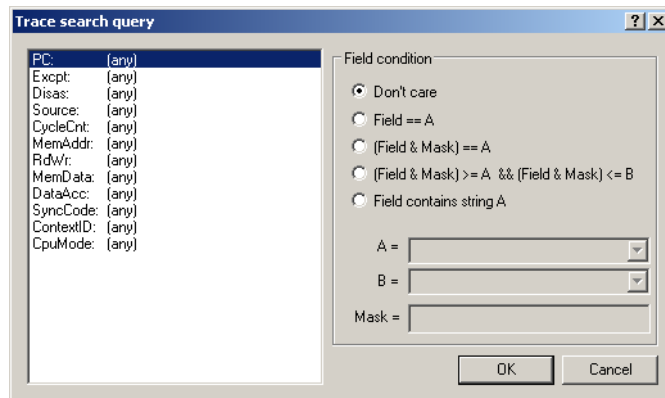 Trace search query
PC: (any)
Excpt: (any)
Disas: (any)
Source: (any)
CycleCnt: (any)
MemAddr: (any)
RdWr: (any)
MemData: (any)
DataAcc: (any)
SyncCode: (any)
ContextID: (any)
CpuMode: (any)
Field condition
Don't care
Field == A
(Field & Mask) == A
(Field & Mask) >= A && (Field & Mask) <= B
Field contains string A
A =
B =
Mask =
OK Cancel